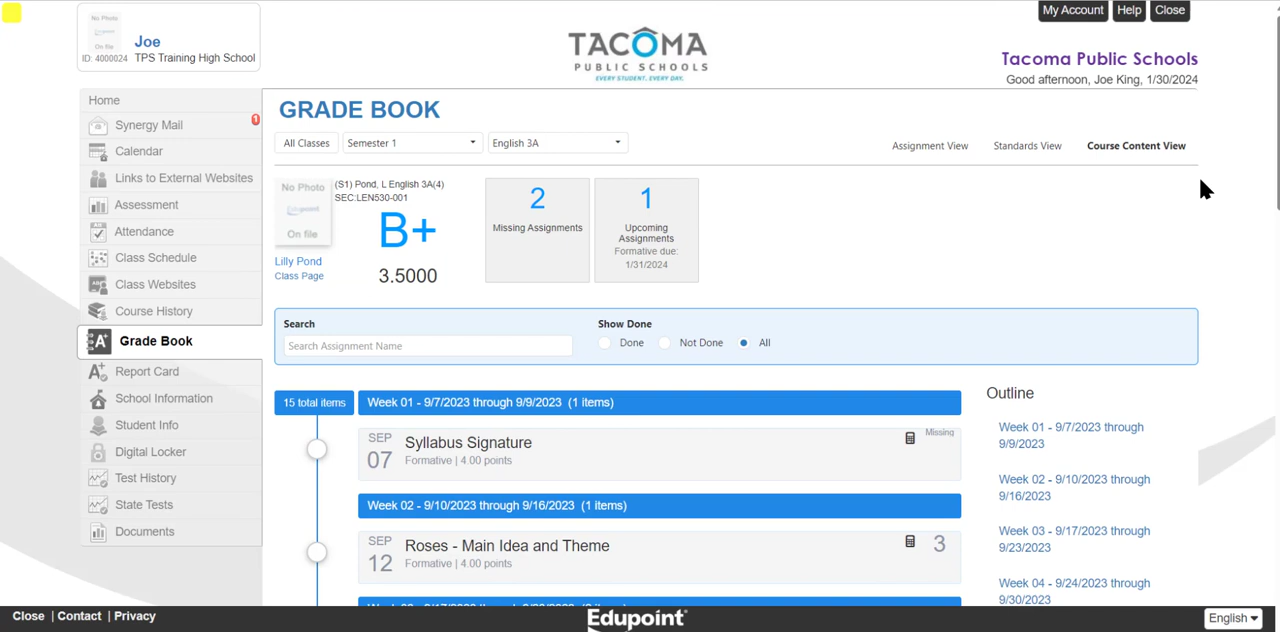 My Account
Help
Close
No Photo
On file
Joe
ID: 4000024 TPS Training High School
TACOMA
PUBLIC SCHOOLS
EVERY STUDENT. EVERY DAY.
Tacoma Public Schools
Good afternoon, Joe King, 1/30/2024
Home
Synergy Mail
1
Calendar
Links to External Websites
Assessment
Attendance
Class Schedule
Class Websites
Course History
Grade Book
Report Card
School Information
Student Info
Digital Locker
Test History
State Tests
Documents
GRADE BOOK
All Classes
Semester 1
English 3A
Assignment View
Standards View
Course Content View
No Photo
Edupoint
On file
Lilly Pond
Class Page
(S1) Pond, L English 3A(4)
SEC:LEN530-001
B+
3.5000
2
Missing Assignments
1
Upcoming
Assignments
Formative due:
1/31/2024
Search
Search Assignment Name
Show Done
Done
Not Done
All
15 total items
Week 01 - 9/7/2023 through 9/9/2023 (1 items)
SEP
07
Syllabus Signature
Formative | 4.00 points
Missing
Week 02 - 9/10/2023 through 9/16/2023 (1 items)
SEP
12
Roses - Main Idea and Theme
Formative | 4.00 points
3
Outline
Week 01 - 9/7/2023 through
9/9/2023
Week 02 - 9/10/2023 through
9/16/2023
Week 03 - 9/17/2023 through
9/23/2023
Week 04 - 9/24/2023 through
9/30/2023
Close | Contact | Privacy
Edupoint
English